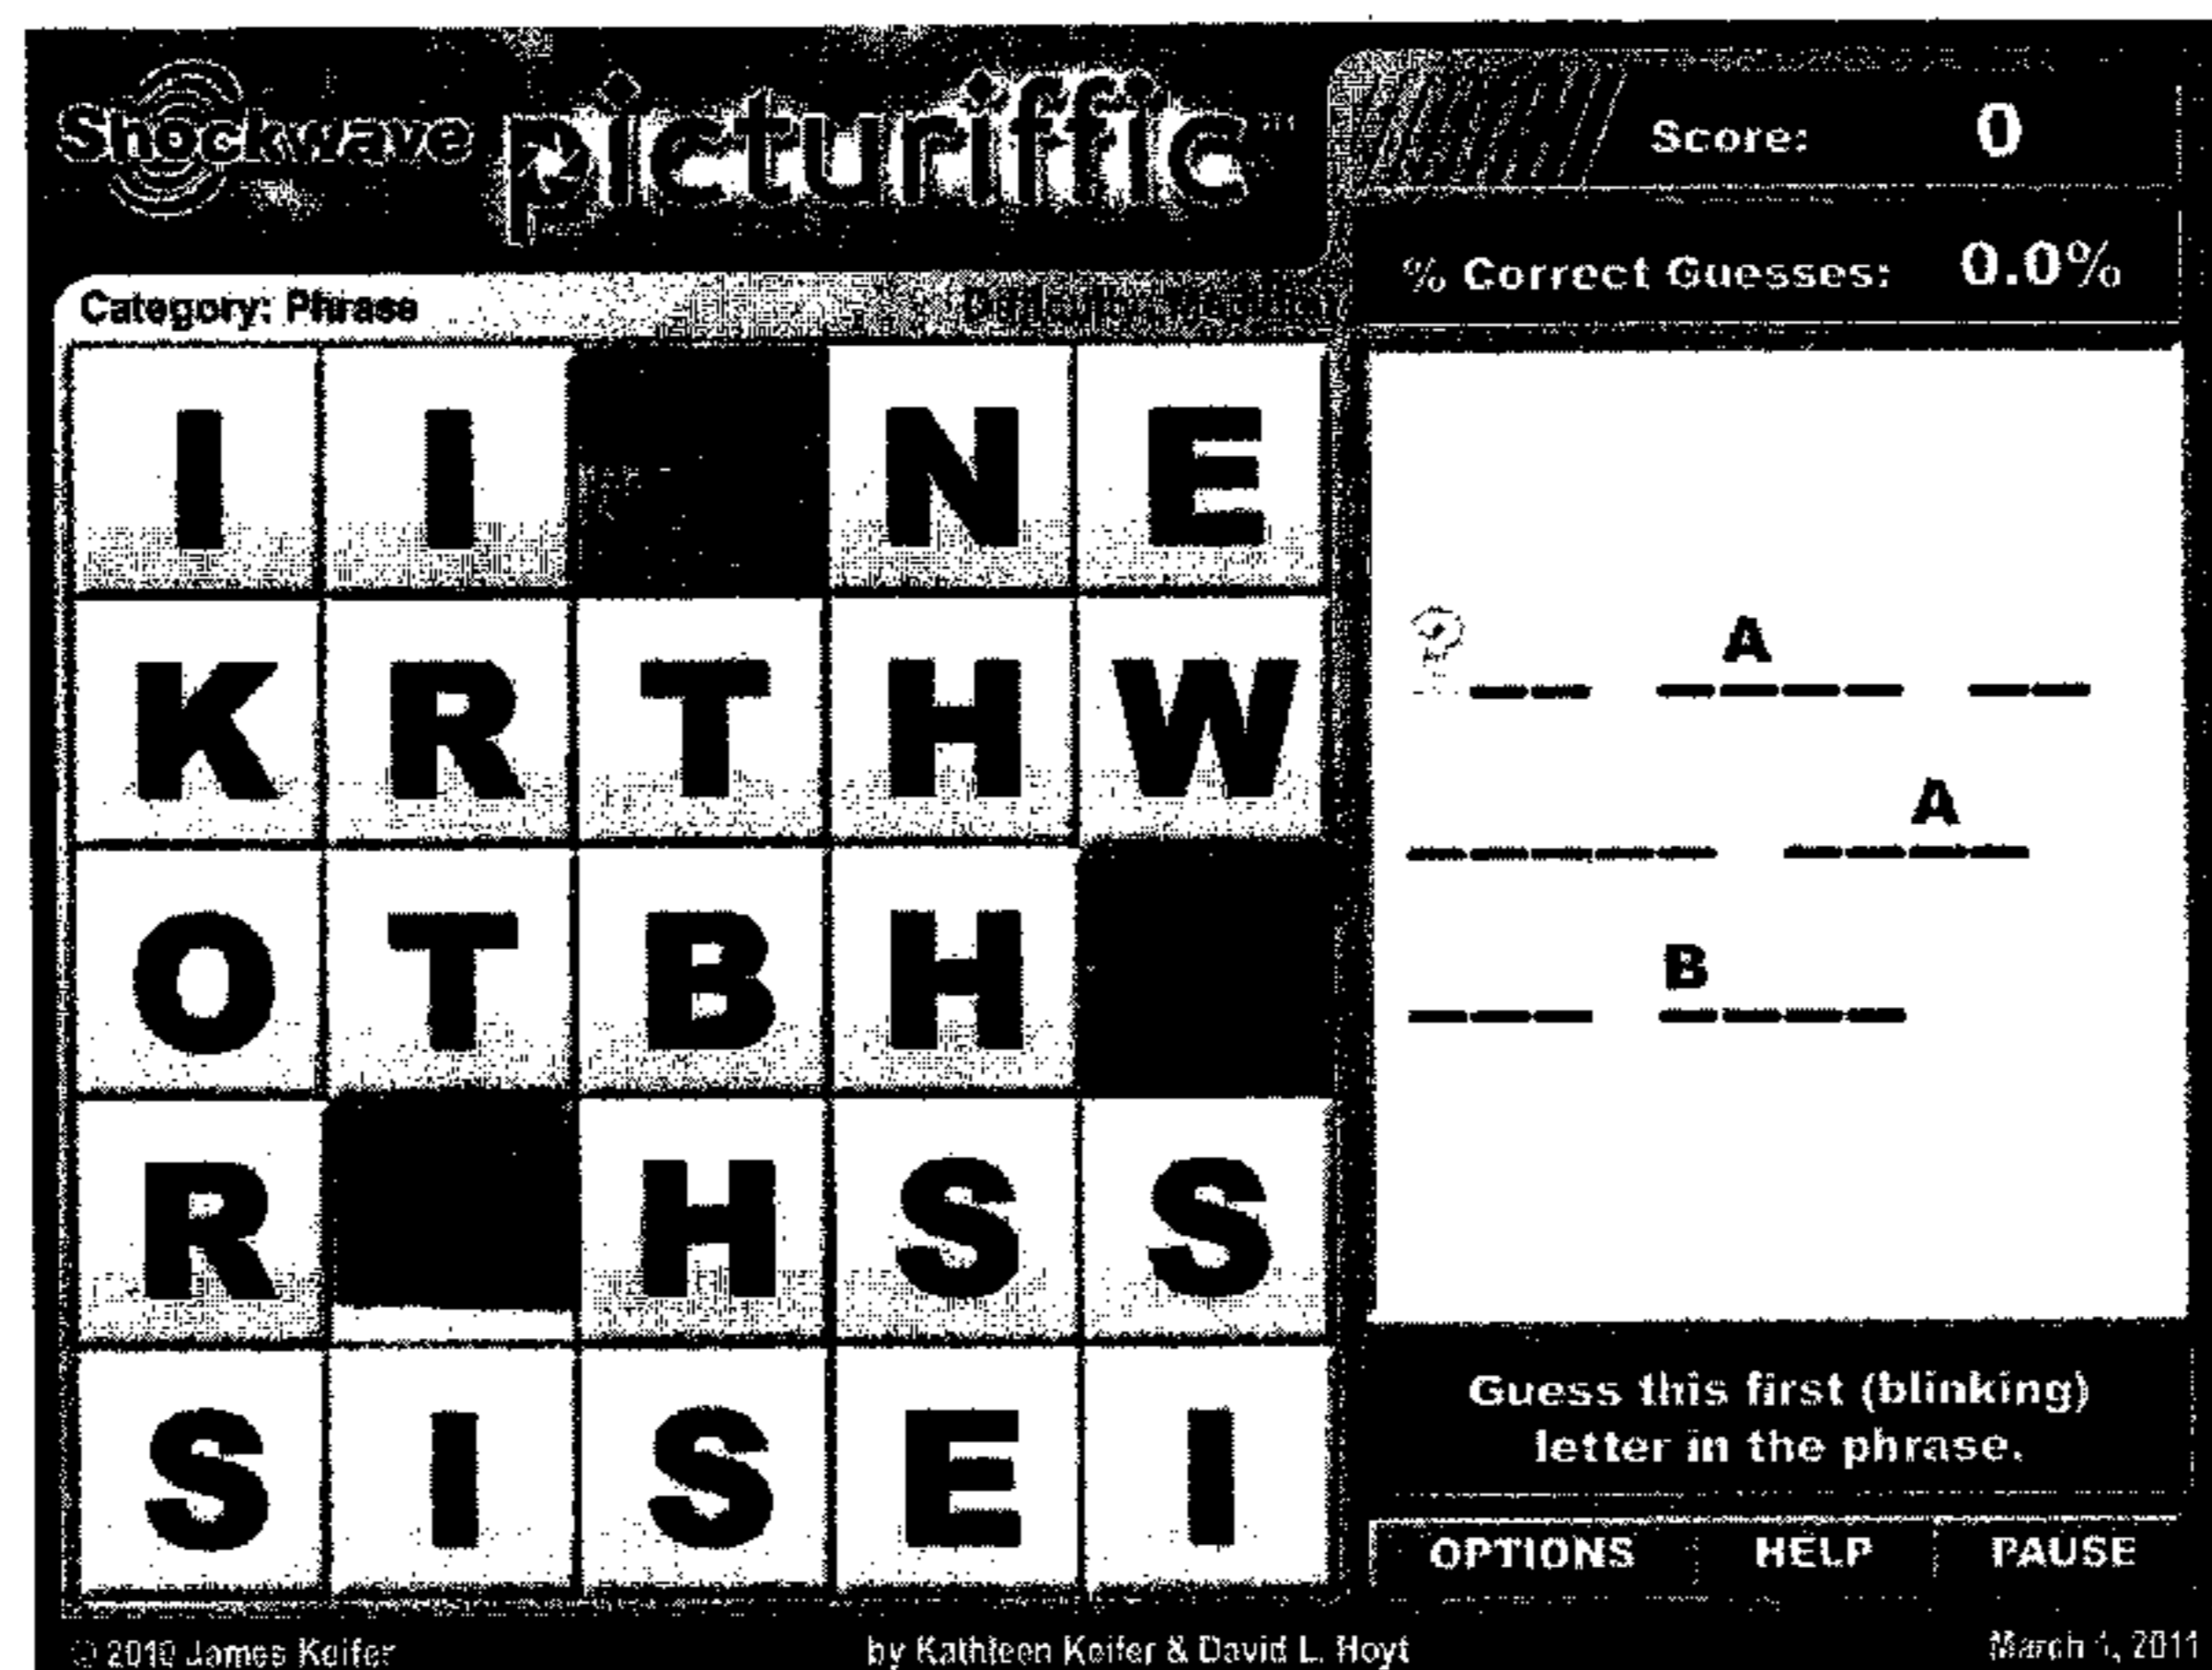 Shockwave picturiffic
Score: 0
% Correct Guesses: 0.0%
Category: Phrase
I I N E
K R T H W
O T B H
R H S S
S I S E I
A
A
B
Guess this first (blinking)
letter in the phrase.
OPTIONS HELP PAUSE
© 2010 James Keifer
by Kathleen Keifer & David L. Hoyt
March 1, 2011